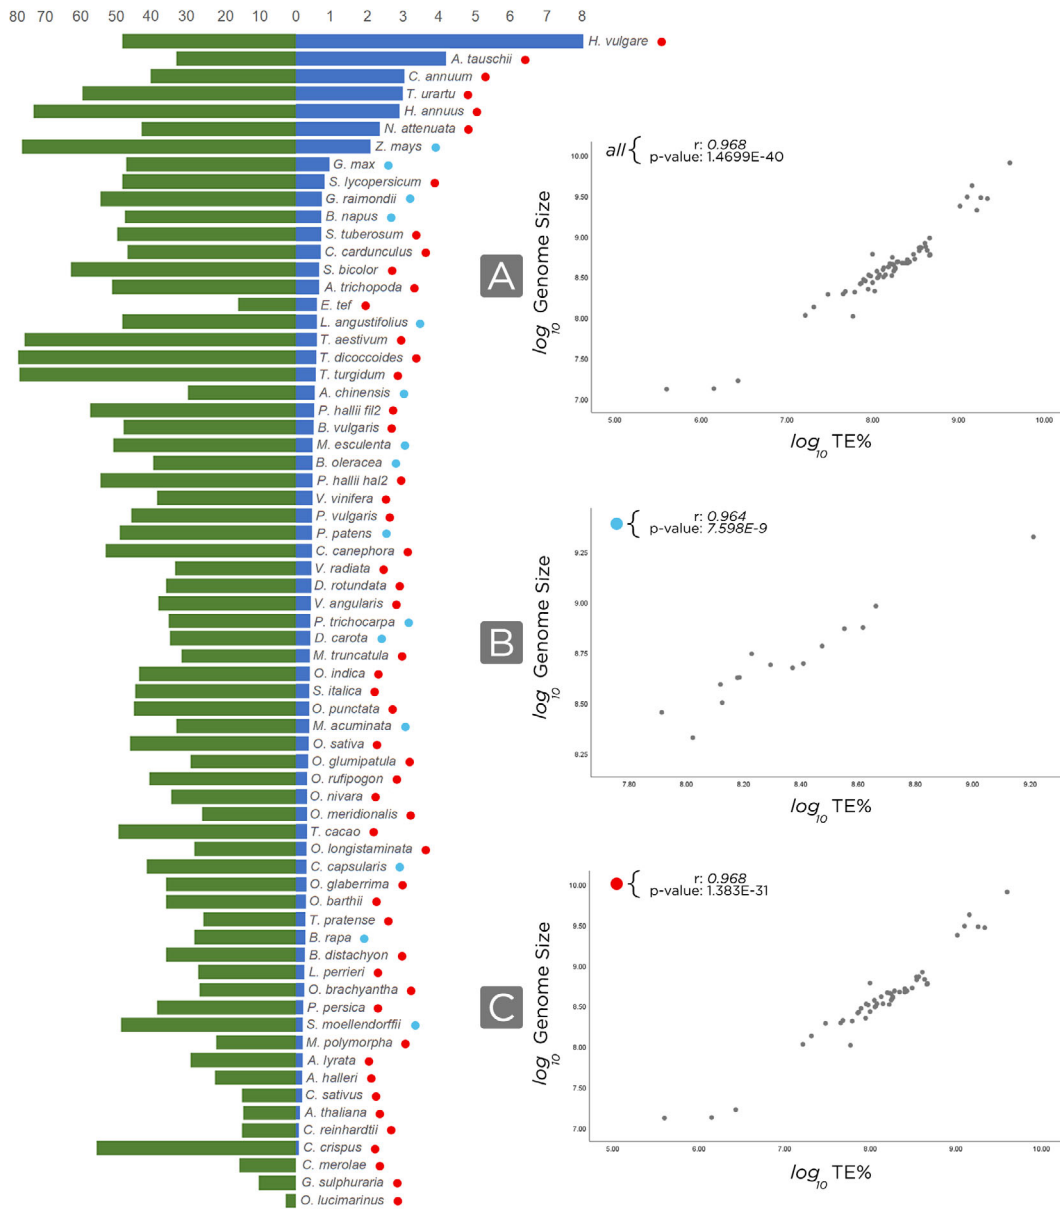 80 70 60 50 40 30 20 10 0 1 2 3 4 5 6 7 8
H. vulgare
A. tauschii
C. annuum
T. urartu
H. annuus
N. attenuata
Z. mays
G. max
S. lycopersicum
G. raimondii
B. napus
S. tuberosum
C. cardunculus
S. bicolor
A. trichopoda
E. tef
L. angustifolius
T. aestivum
T. dicoccoides
T. turgidum
A. chinensis
P. hallii fil2
B. vulgaris
M. esculenta
B. oleracea
P. hallii hal2
V. vinifera
P. vulgaris
P. patens
C. canephora
V. radiata
D. rotundata
V. angularis
P. trichocarpa
D. carota
M. truncatula
O. indica
S. italica
O. punctata
M. acuminata
O. sativa
O. glumipatula
O. rufipogon
O. nivara
O. meridionalis
T. cacao
O. longistaminata
C. capsularis
O. glaberrima
O. barthii
T. pratense
B. rapa
B. distachyon
L. perrieri
O. brachyantha
P. persica
S. moellendorffii
M. polymorpha
A. lyrata
A. halleri
C. sativus
A. thaliana
C. reinhardtii
C. crispus
C. merolae
G. sulphuraria
O. lucimarinus
A
all { r: 0.968
p-value: 1.4699E-40
log10 Genome Size
10.00
9.50
9.00
8.50
8.00
7.50
7.00
5.00 6.00 7.00 8.00 9.00 10.00
log10 TE%
B
{ r: 0.964
p-value: 7.598E-9
log10 Genome Size
9.25
9.00
8.75
8.50
8.25
7.80 8.00 8.20 8.40 8.60 8.80 9.00 9.20
log10 TE%
C
{ r: 0.968
p-value: 1.383E-31
log10 Genome Size
10.00
9.50
9.00
8.50
8.00
7.50
7.00
5.00 6.00 7.00 8.00 9.00 10.00
log10 TE%